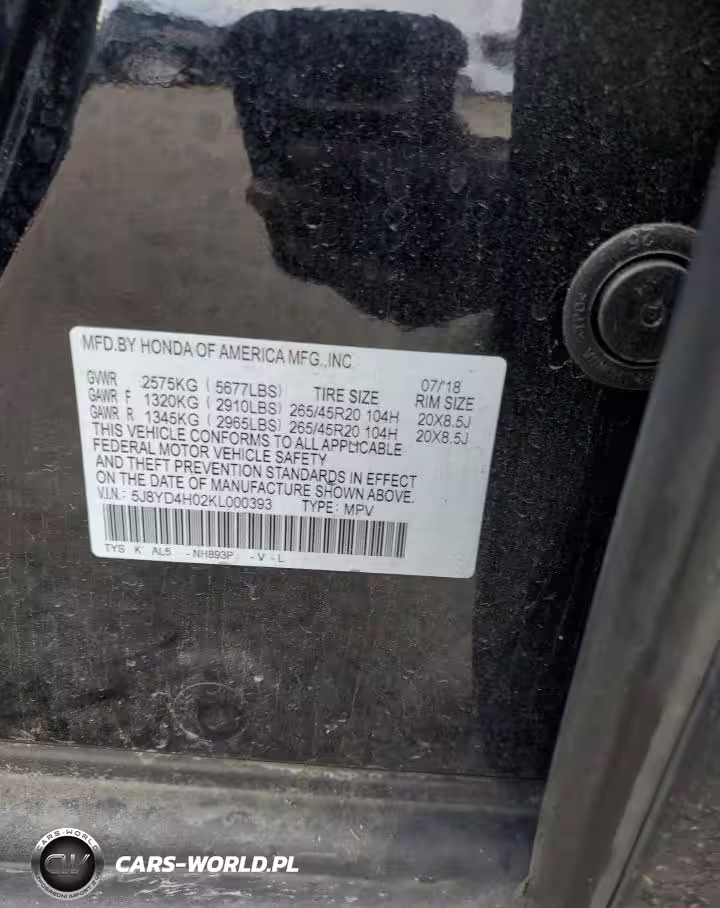 MFD.BY HONDA OF AMERICA MFG.,INC.
07/'18
GVWR 2575KG ( 5677LBS) TIRE SIZE RIM SIZE
GAWR F 1320KG ( 2910LBS) 265/45R20 104H 20X8.5J
GAWR R 1345KG ( 2965LBS) 265/45R20 104H 20X8.5J
THIS VEHICLE CONFORMS TO ALL APPLICABLE
FEDERAL MOTOR VEHICLE SAFETY
AND THEFT PREVENTION STANDARDS IN EFFECT
ON THE DATE OF MANUFACTURE SHOWN ABOVE.
V.I.N.: 5J8YD4H02KL000393 TYPE: MPV
TYS K AL5 -NH893P - V - L
CARS-WORLD
CW
CARS-WORLD.PL